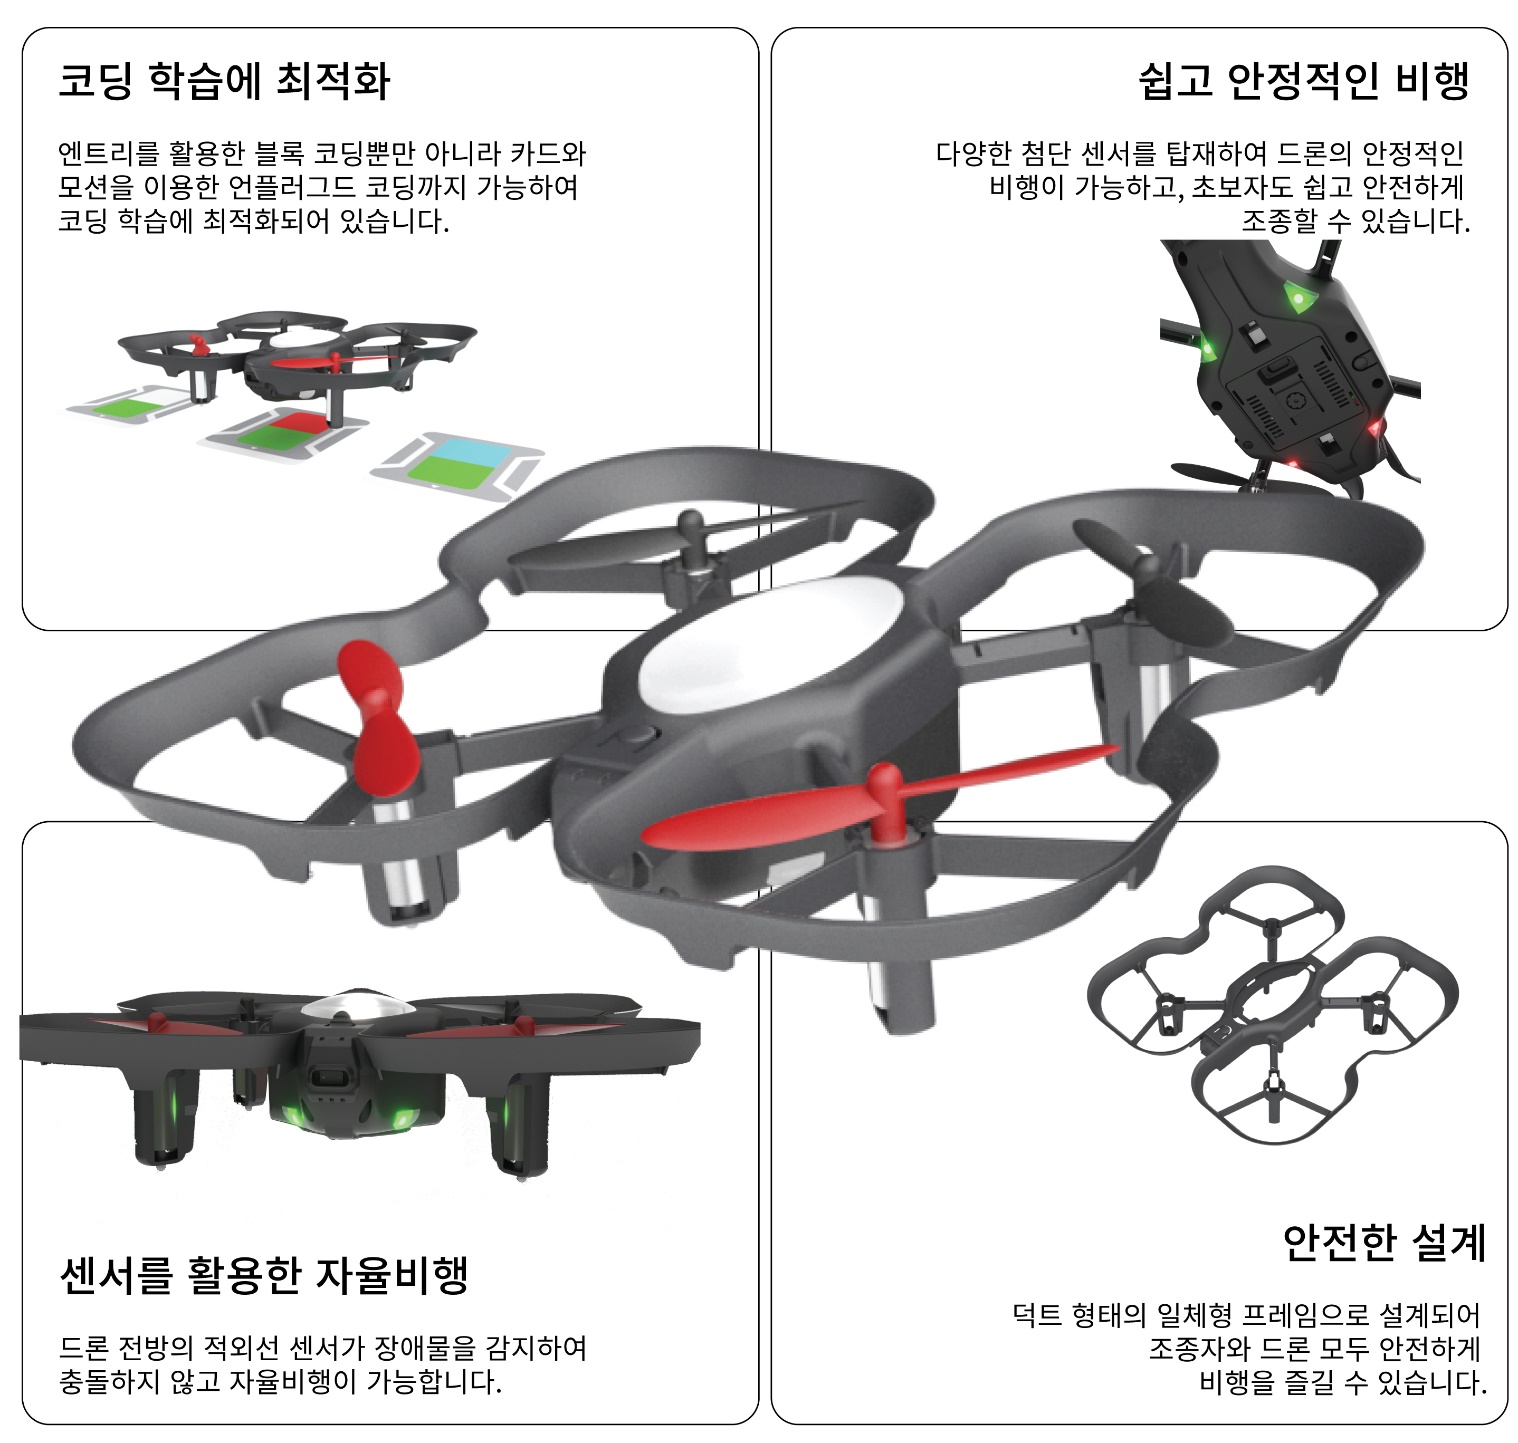 코딩 학습에 최적화
엔트리를 활용한 블록 코딩뿐만 아니라 카드와
모션을 이용한 언플러그드 코딩까지 가능하여
코딩 학습에 최적화되어 있습니다.
쉽고 안정적인 비행
다양한 첨단 센서를 탑재하여 드론의 안정적인
비행이 가능하고, 초보자도 쉽고 안전하게
조종할 수 있습니다.
센서를 활용한 자율비행
드론 전방의 적외선 센서가 장애물을 감지하여
충돌하지 않고 자율비행이 가능합니다.
안전한 설계
덕트 형태의 일체형 프레임으로 설계되어
조종자와 드론 모두 안전하게
비행을 즐길 수 있습니다.